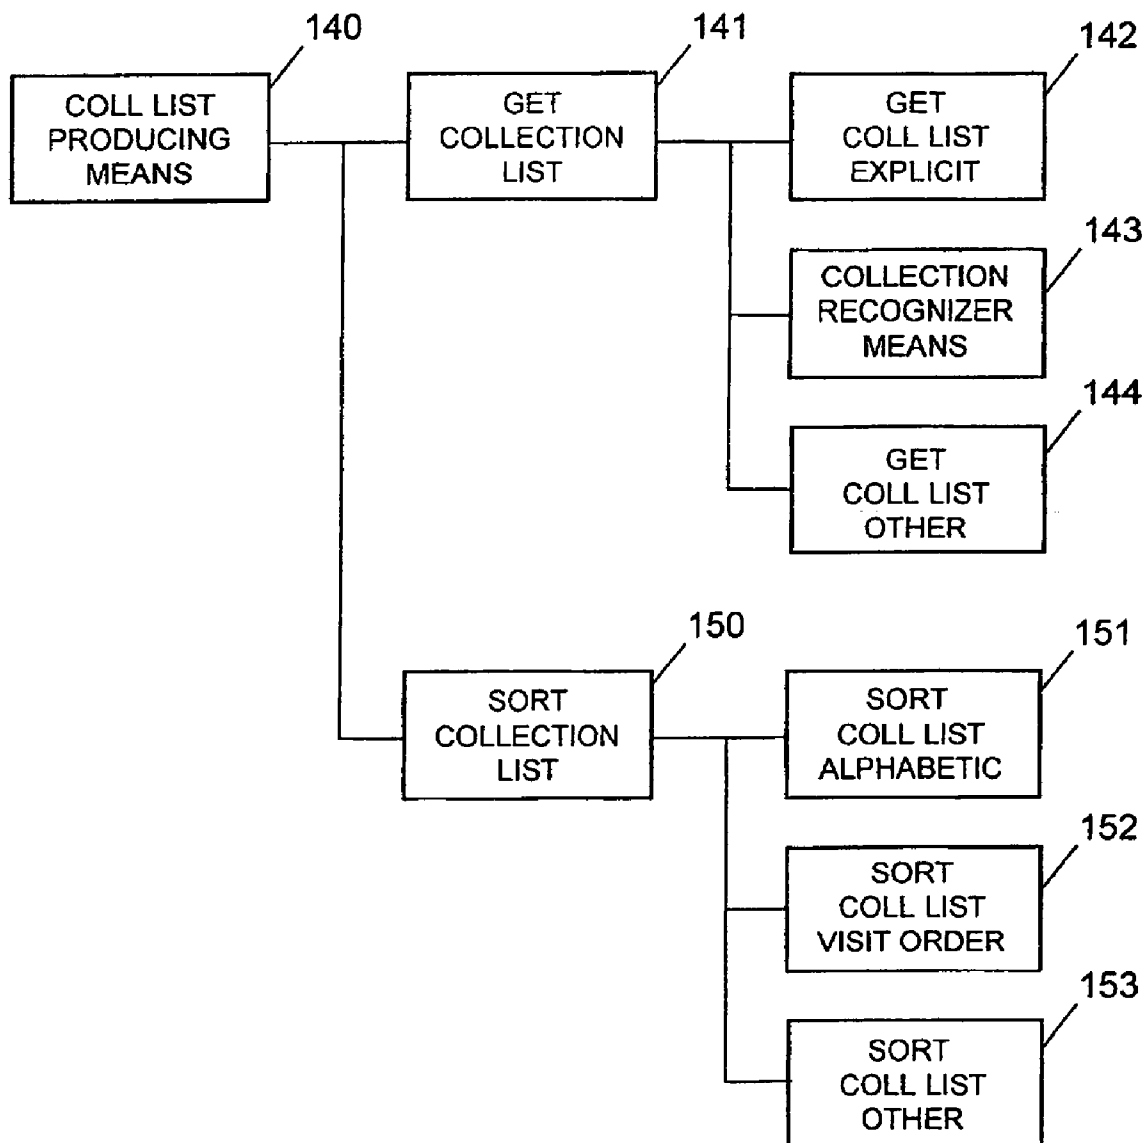 140
COLL LIST
PRODUCING
MEANS
141
GET
COLLECTION
LIST
142
GET
COLL LIST
EXPLICIT
143
COLLECTION
RECOGNIZER
MEANS
144
GET
COLL LIST
OTHER
150
SORT
COLLECTION
LIST
151
SORT
COLL LIST
ALPHABETIC
152
SORT
COLL LIST
VISIT ORDER
153
SORT
COLL LIST
OTHER